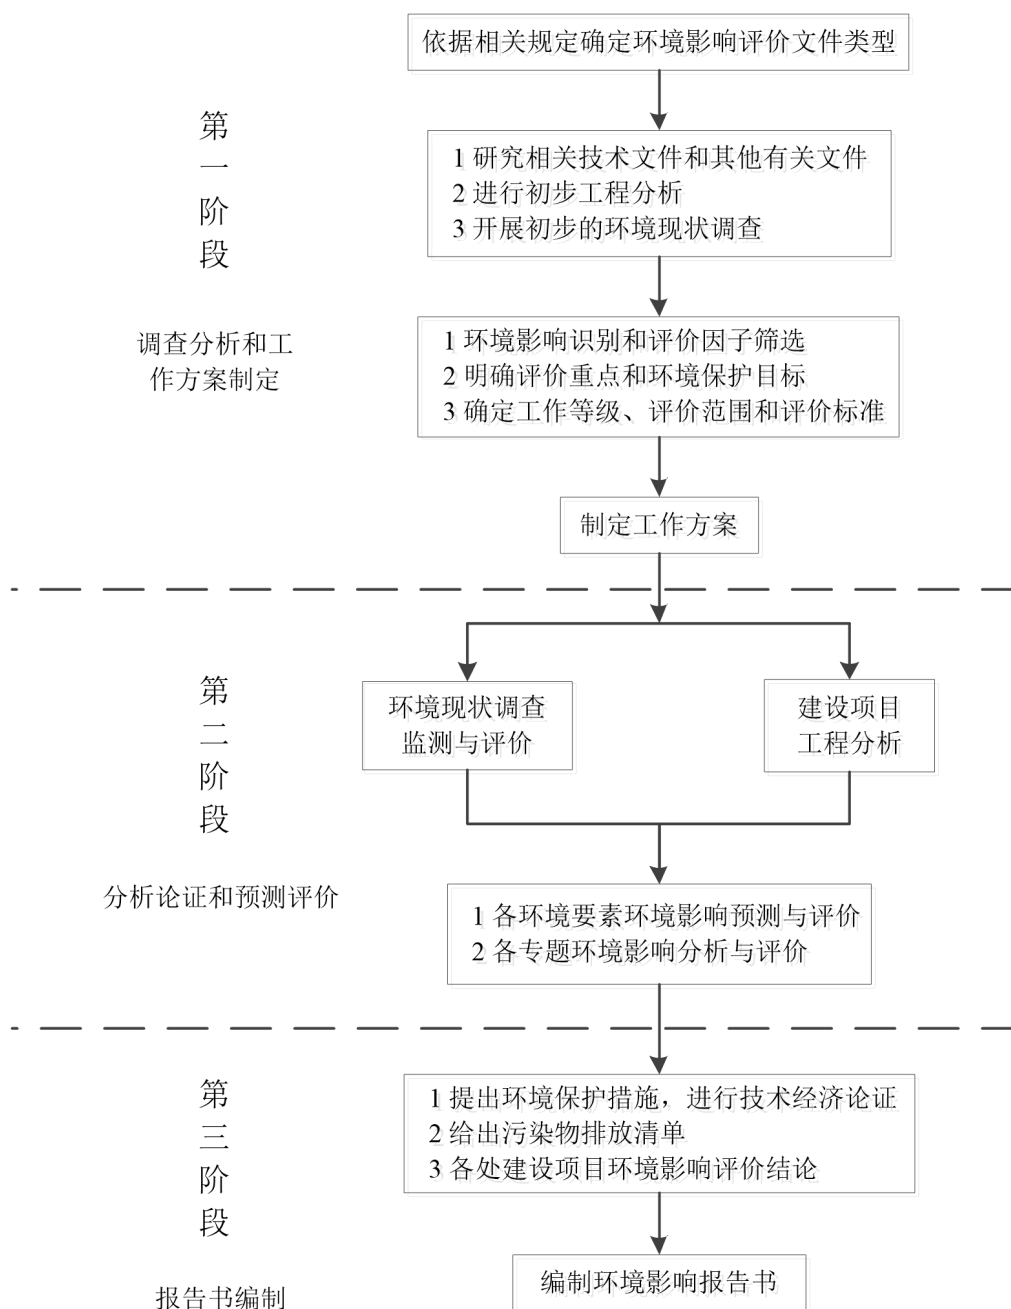 依据相关规定确定环境影响评价文件类型
第
一
阶
段
1 研究相关技术文件和其他有关文件
2 进行初步工程分析
3 开展初步的环境现状调查
调查分析和工
作方案制定
1 环境影响识别和评价因子筛选
2 明确评价重点和环境保护目标
3 确定工作等级、评价范围和评价标准
制定工作方案
第
二
阶
段
环境现状调查
监测与评价
建设项目
工程分析
分析论证和预测评价
1 各环境要素环境影响预测与评价
2 各专题环境影响分析与评价
第
三
阶
段
1 提出环境保护措施，进行技术经济论证
2 给出污染物排放清单
3 各处建设项目环境影响评价结论
报告书编制
编制环境影响报告书